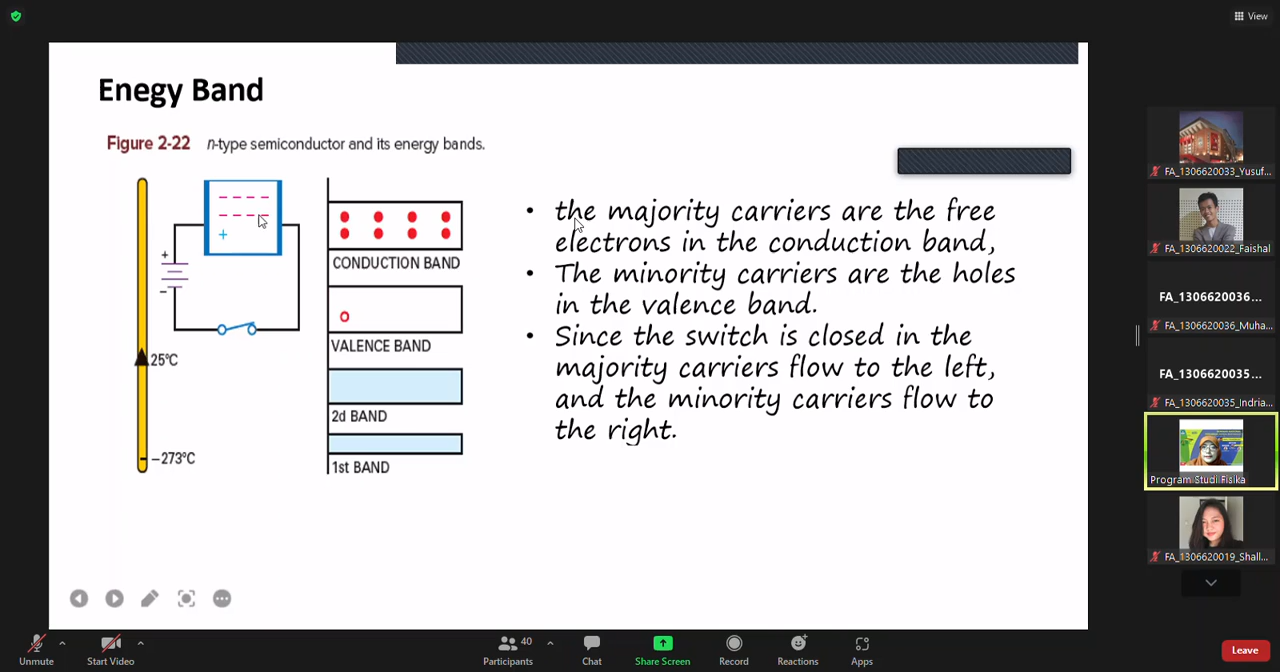 View
Enegy Band
Figure 2-22 n-type semiconductor and its energy bands.
+
+
−
25°C
−273°C
CONDUCTION BAND
VALENCE BAND
2d BAND
1st BAND
• the majority carriers are the free
electrons in the conduction band,
• The minority carriers are the holes
in the valence band.
• Since the switch is closed in the
majority carriers flow to the left,
and the minority carriers flow to
the right.
FA_1306620033_Yusuf...
FA_1306620022_Faishal
FA_1306620036...
FA_1306620036_Muha...
FA_1306620035...
FA_1306620035_Indria...
Program Studi Fisika
FA_1306620019_Shall...
Unmute
Start Video
Participants 40
Chat
Share Screen
Record
Reactions
Apps
Leave